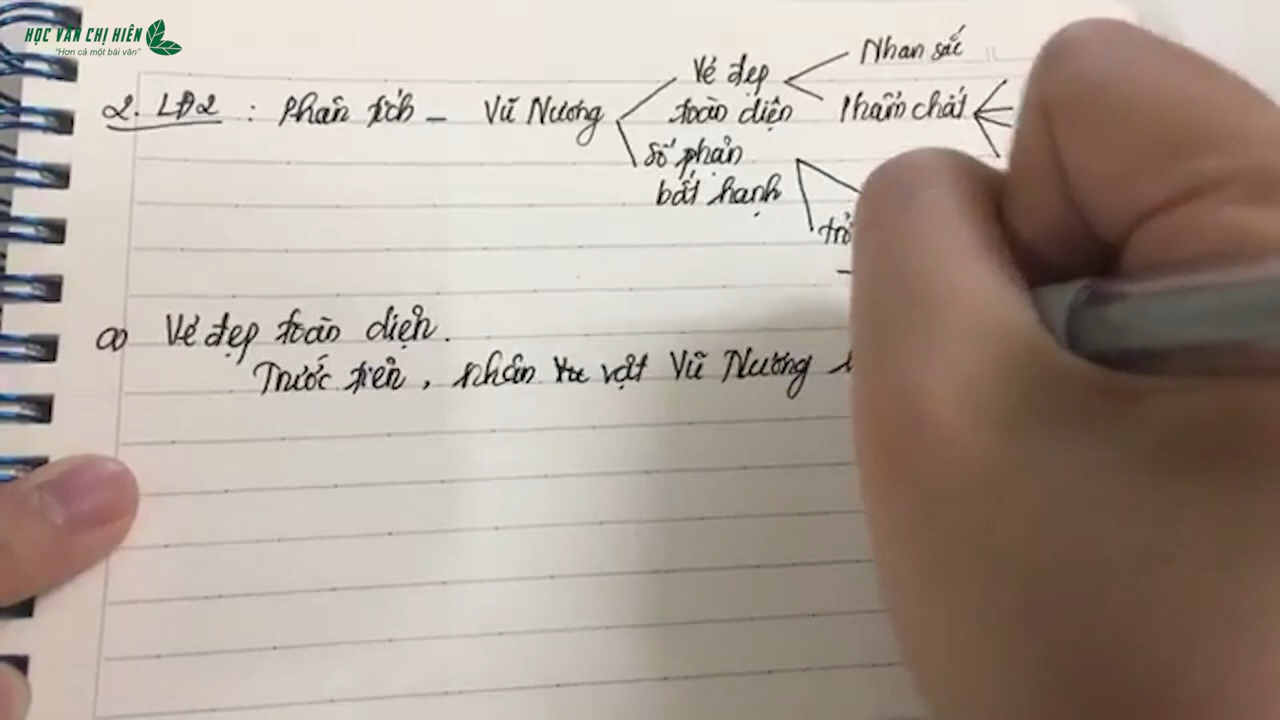 HỌC VĂN CHỊ HIÊN
"Hơn cả một bài văn"
Vẻ đẹp
Nhan sắc
2. LĐ2 : Phân tích - Vũ Nương
toàn diện
Phẩm chất
Số phận
bất hạnh
a) Vẻ đẹp toàn diện.
Trước tiên, nhân vật Vũ Nương